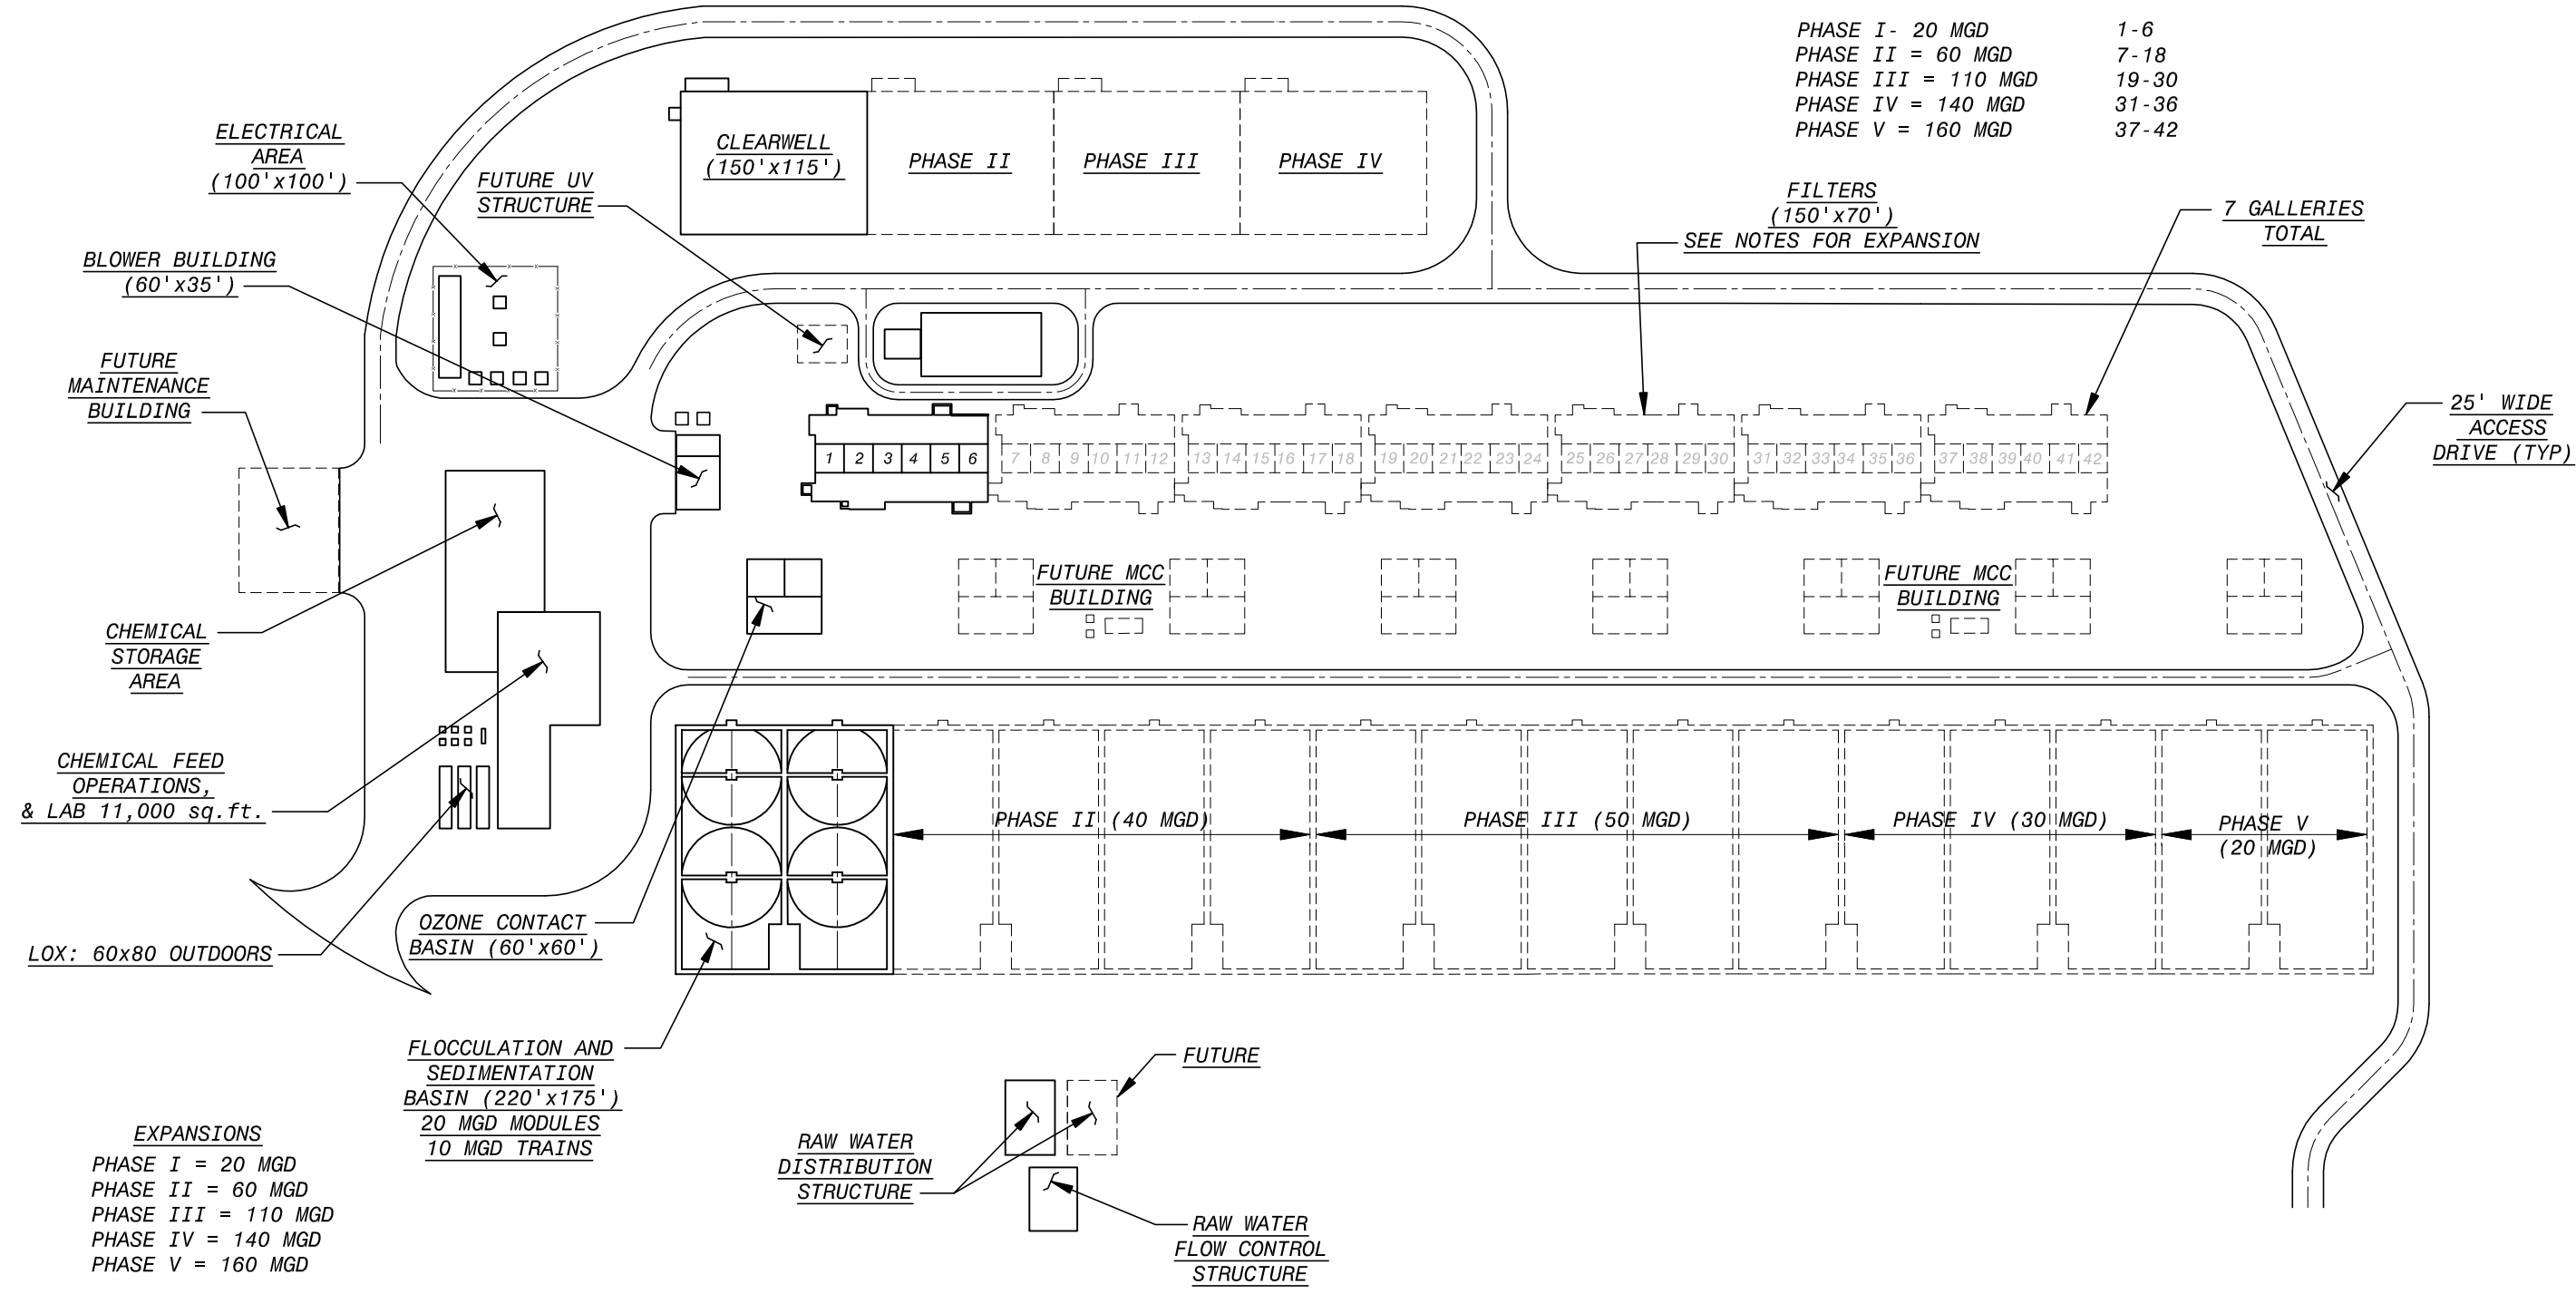 PHASE I- 20 MGD 1-6
PHASE II = 60 MGD 7-18
PHASE III = 110 MGD 19-30
PHASE IV = 140 MGD 31-36
PHASE V = 160 MGD 37-42
ELECTRICAL
AREA
(100'x100')
FUTURE UV
STRUCTURE
CLEARWELL
(150'x115')
PHASE II
PHASE III
PHASE IV
FILTERS
(150'x70')
SEE NOTES FOR EXPANSION
7 GALLERIES
TOTAL
BLOWER BUILDING
(60'x35')
FUTURE
MAINTENANCE
BUILDING
25' WIDE
ACCESS
DRIVE (TYP)
1 2 3 4 5 6 7 8 9 10 11 12 13 14 15 16 17 18 19 20 21 22 23 24 25 26 27 28 29 30 31 32 33 34 35 36 37 38 39 40 41 42
FUTURE MCC
BUILDING
FUTURE MCC
BUILDING
CHEMICAL
STORAGE
AREA
CHEMICAL FEED
OPERATIONS,
& LAB 11,000 sq.ft.
PHASE II (40 MGD)
PHASE III (50 MGD)
PHASE IV (30 MGD)
PHASE V
(20 MGD)
LOX: 60x80 OUTDOORS
OZONE CONTACT
BASIN (60'x60')
FLOCCULATION AND
SEDIMENTATION
BASIN (220'x175')
20 MGD MODULES
10 MGD TRAINS
FUTURE
RAW WATER
DISTRIBUTION
STRUCTURE
RAW WATER
FLOW CONTROL
STRUCTURE
EXPANSIONS
PHASE I = 20 MGD
PHASE II = 60 MGD
PHASE III = 110 MGD
PHASE IV = 140 MGD
PHASE V = 160 MGD